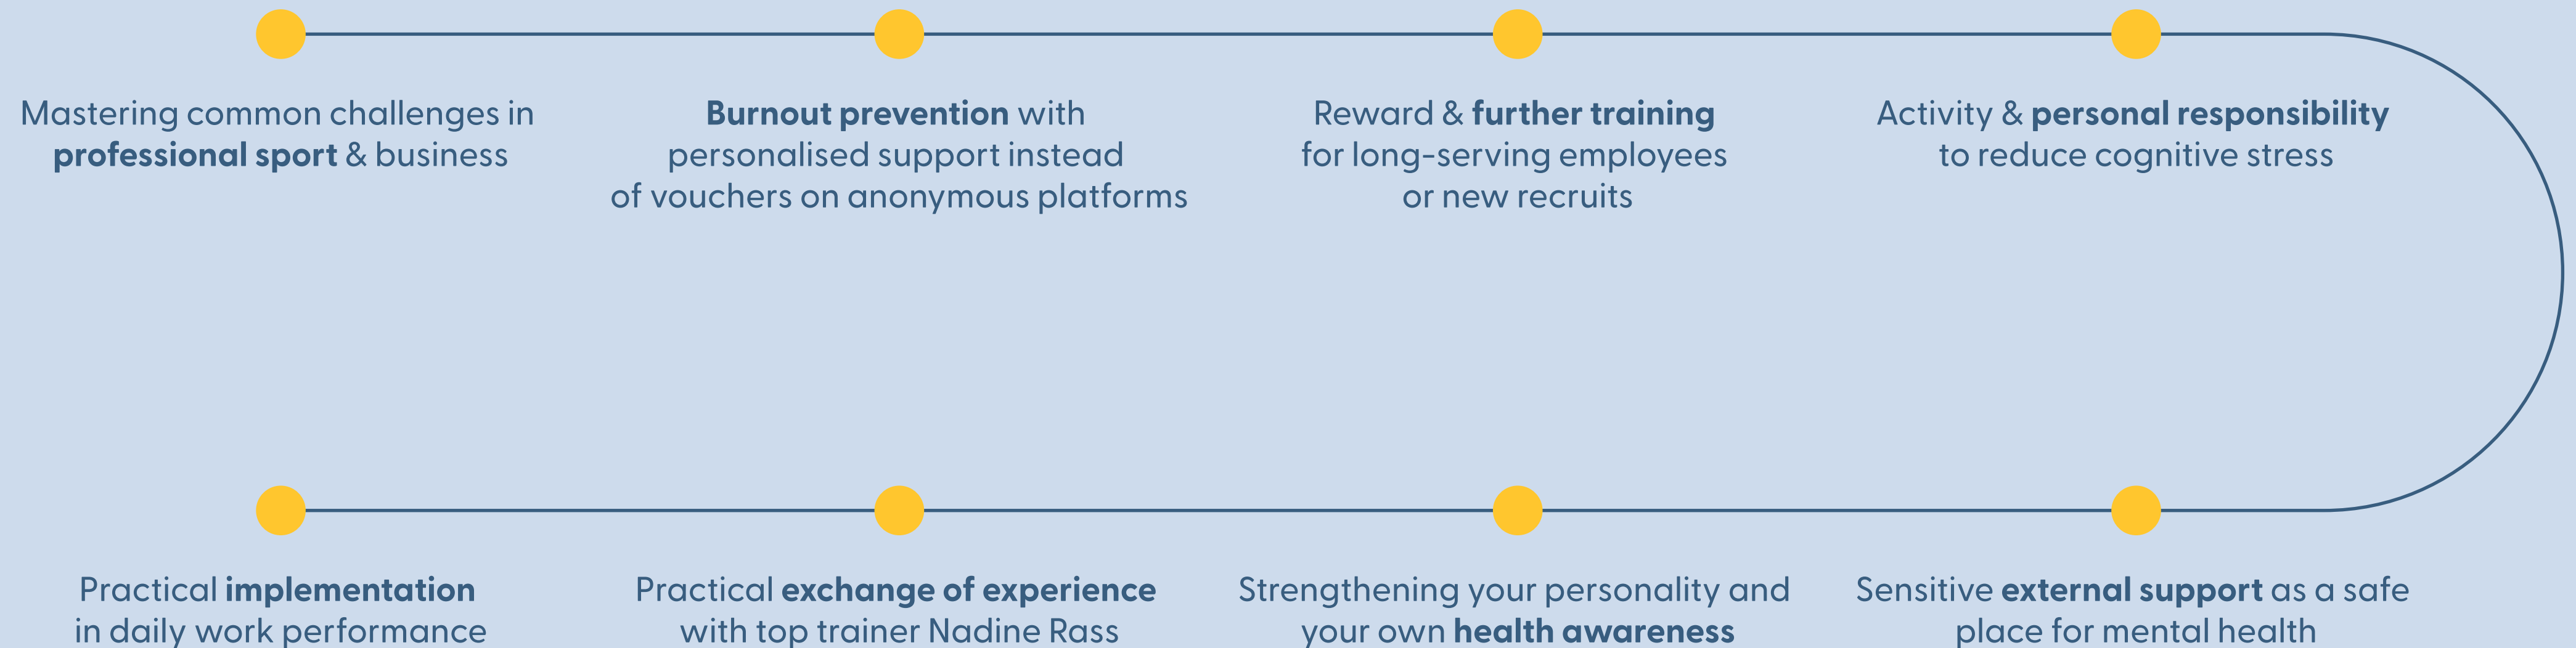 Mastering common challenges in
professional sport & business
Burnout prevention with
personalised support instead
of vouchers on anonymous platforms
Reward & further training
for long-serving employees
or new recruits
Activity & personal responsibility
to reduce cognitive stress
Practical implementation
in daily work performance
Practical exchange of experience
with top trainer Nadine Rass
Strengthening your personality and
your own health awareness
Sensitive external support as a safe
place for mental health